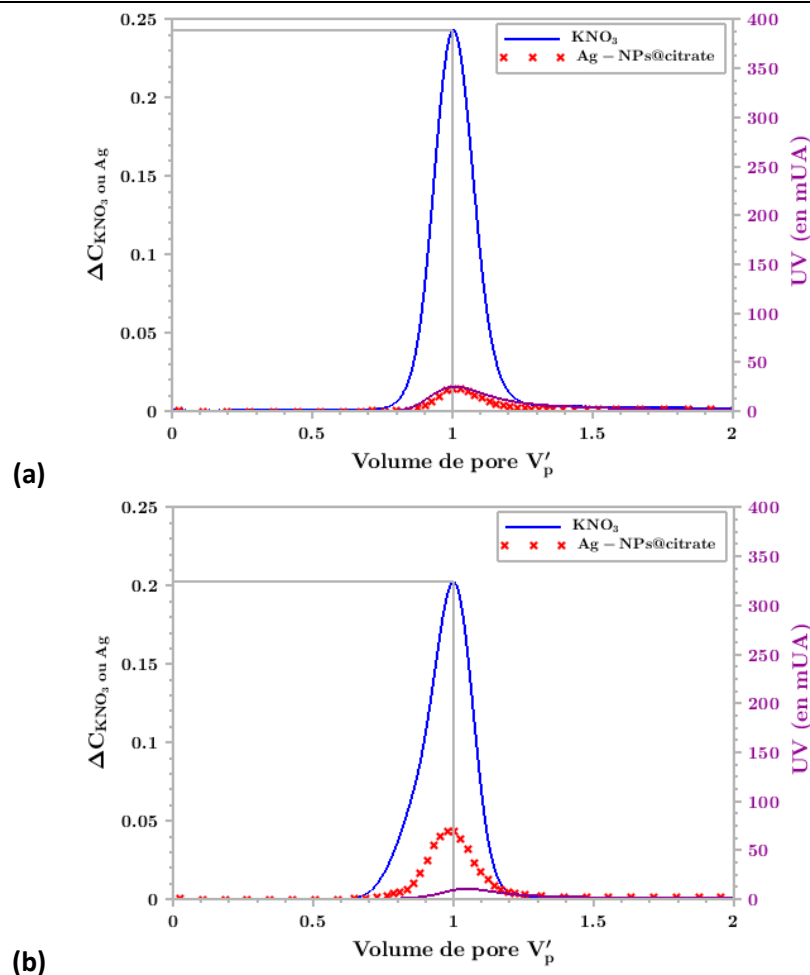 0.25
0.2
0.15
0.1
0.05
0
ΔC_KNO₃ ou Ag
KNO₃
Ag − NPs@citrate
400
350
300
250
200
150
100
50
0
UV (en mUA)
0 0.5 1 1.5 2
Volume de pore V′p
(a)
0.25
0.2
0.15
0.1
0.05
0
ΔC_KNO₃ ou Ag
KNO₃
Ag − NPs@citrate
400
350
300
250
200
150
100
50
0
UV (en mUA)
0 0.5 1 1.5 2
Volume de pore V′p
(b)